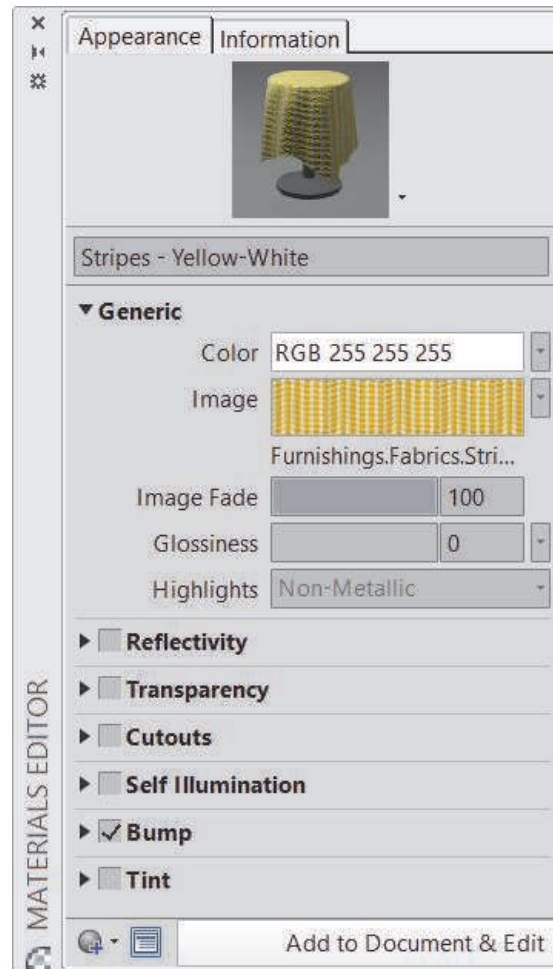 Appearance Information
Stripes - Yellow-White
Generic
Color RGB 255 255 255
Image
Furnishings.Fabrics.Stri...
Image Fade 100
Glossiness 0
Highlights Non-Metallic
Reflectivity
Transparency
Cutouts
Self Illumination
Bump
Tint
Add to Document & Edit
MATERIALS EDITOR